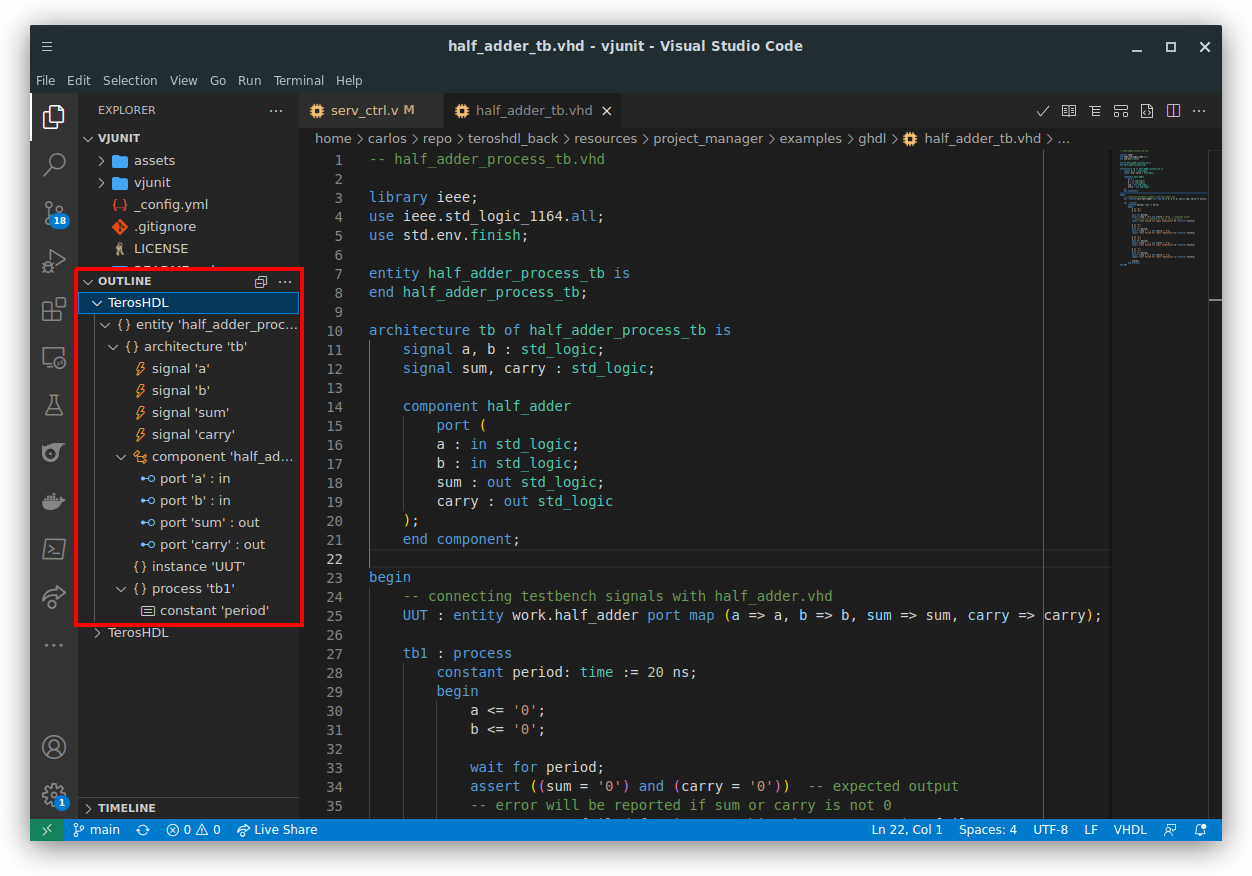 half_adder_tb.vhd - vjunit - Visual Studio Code
File Edit Selection View Go Run Terminal Help
EXPLORER
VJUNIT
assets
vjunit
_config.yml
.gitignore
LICENSE
OUTLINE
TerosHDL
{} entity 'half_adder_proc...
{} architecture 'tb'
signal 'a'
signal 'b'
signal 'sum'
signal 'carry'
component 'half_ad...
port 'a' : in
port 'b' : in
port 'sum' : out
port 'carry' : out
{} instance 'UUT'
{} process 'tb1'
constant 'period'
TerosHDL
TIMELINE
18
1
serv_ctrl.v M
half_adder_tb.vhd
home > carlos > repo > teroshdl_back > resources > project_manager > examples > ghdl > half_adder_tb.vhd > ...
1 -- half_adder_process_tb.vhd
2
3 library ieee;
4 use ieee.std_logic_1164.all;
5 use std.env.finish;
6
7 entity half_adder_process_tb is
8 end half_adder_process_tb;
9
10 architecture tb of half_adder_process_tb is
11 signal a, b : std_logic;
12 signal sum, carry : std_logic;
13
14 component half_adder
15 port (
16 a : in std_logic;
17 b : in std_logic;
18 sum : out std_logic;
19 carry : out std_logic
20 );
21 end component;
22
23 begin
24 -- connecting testbench signals with half_adder.vhd
25 UUT : entity work.half_adder port map (a => a, b => b, sum => sum, carry => carry);
26
27 tb1 : process
28 constant period: time := 20 ns;
29 begin
30 a <= '0';
31 b <= '0';
32
33 wait for period;
34 assert ((sum = '0') and (carry = '0')) -- expected output
35 -- error will be reported if sum or carry is not 0
main 0 0 Live Share
Ln 22, Col 1 Spaces: 4 UTF-8 LF VHDL